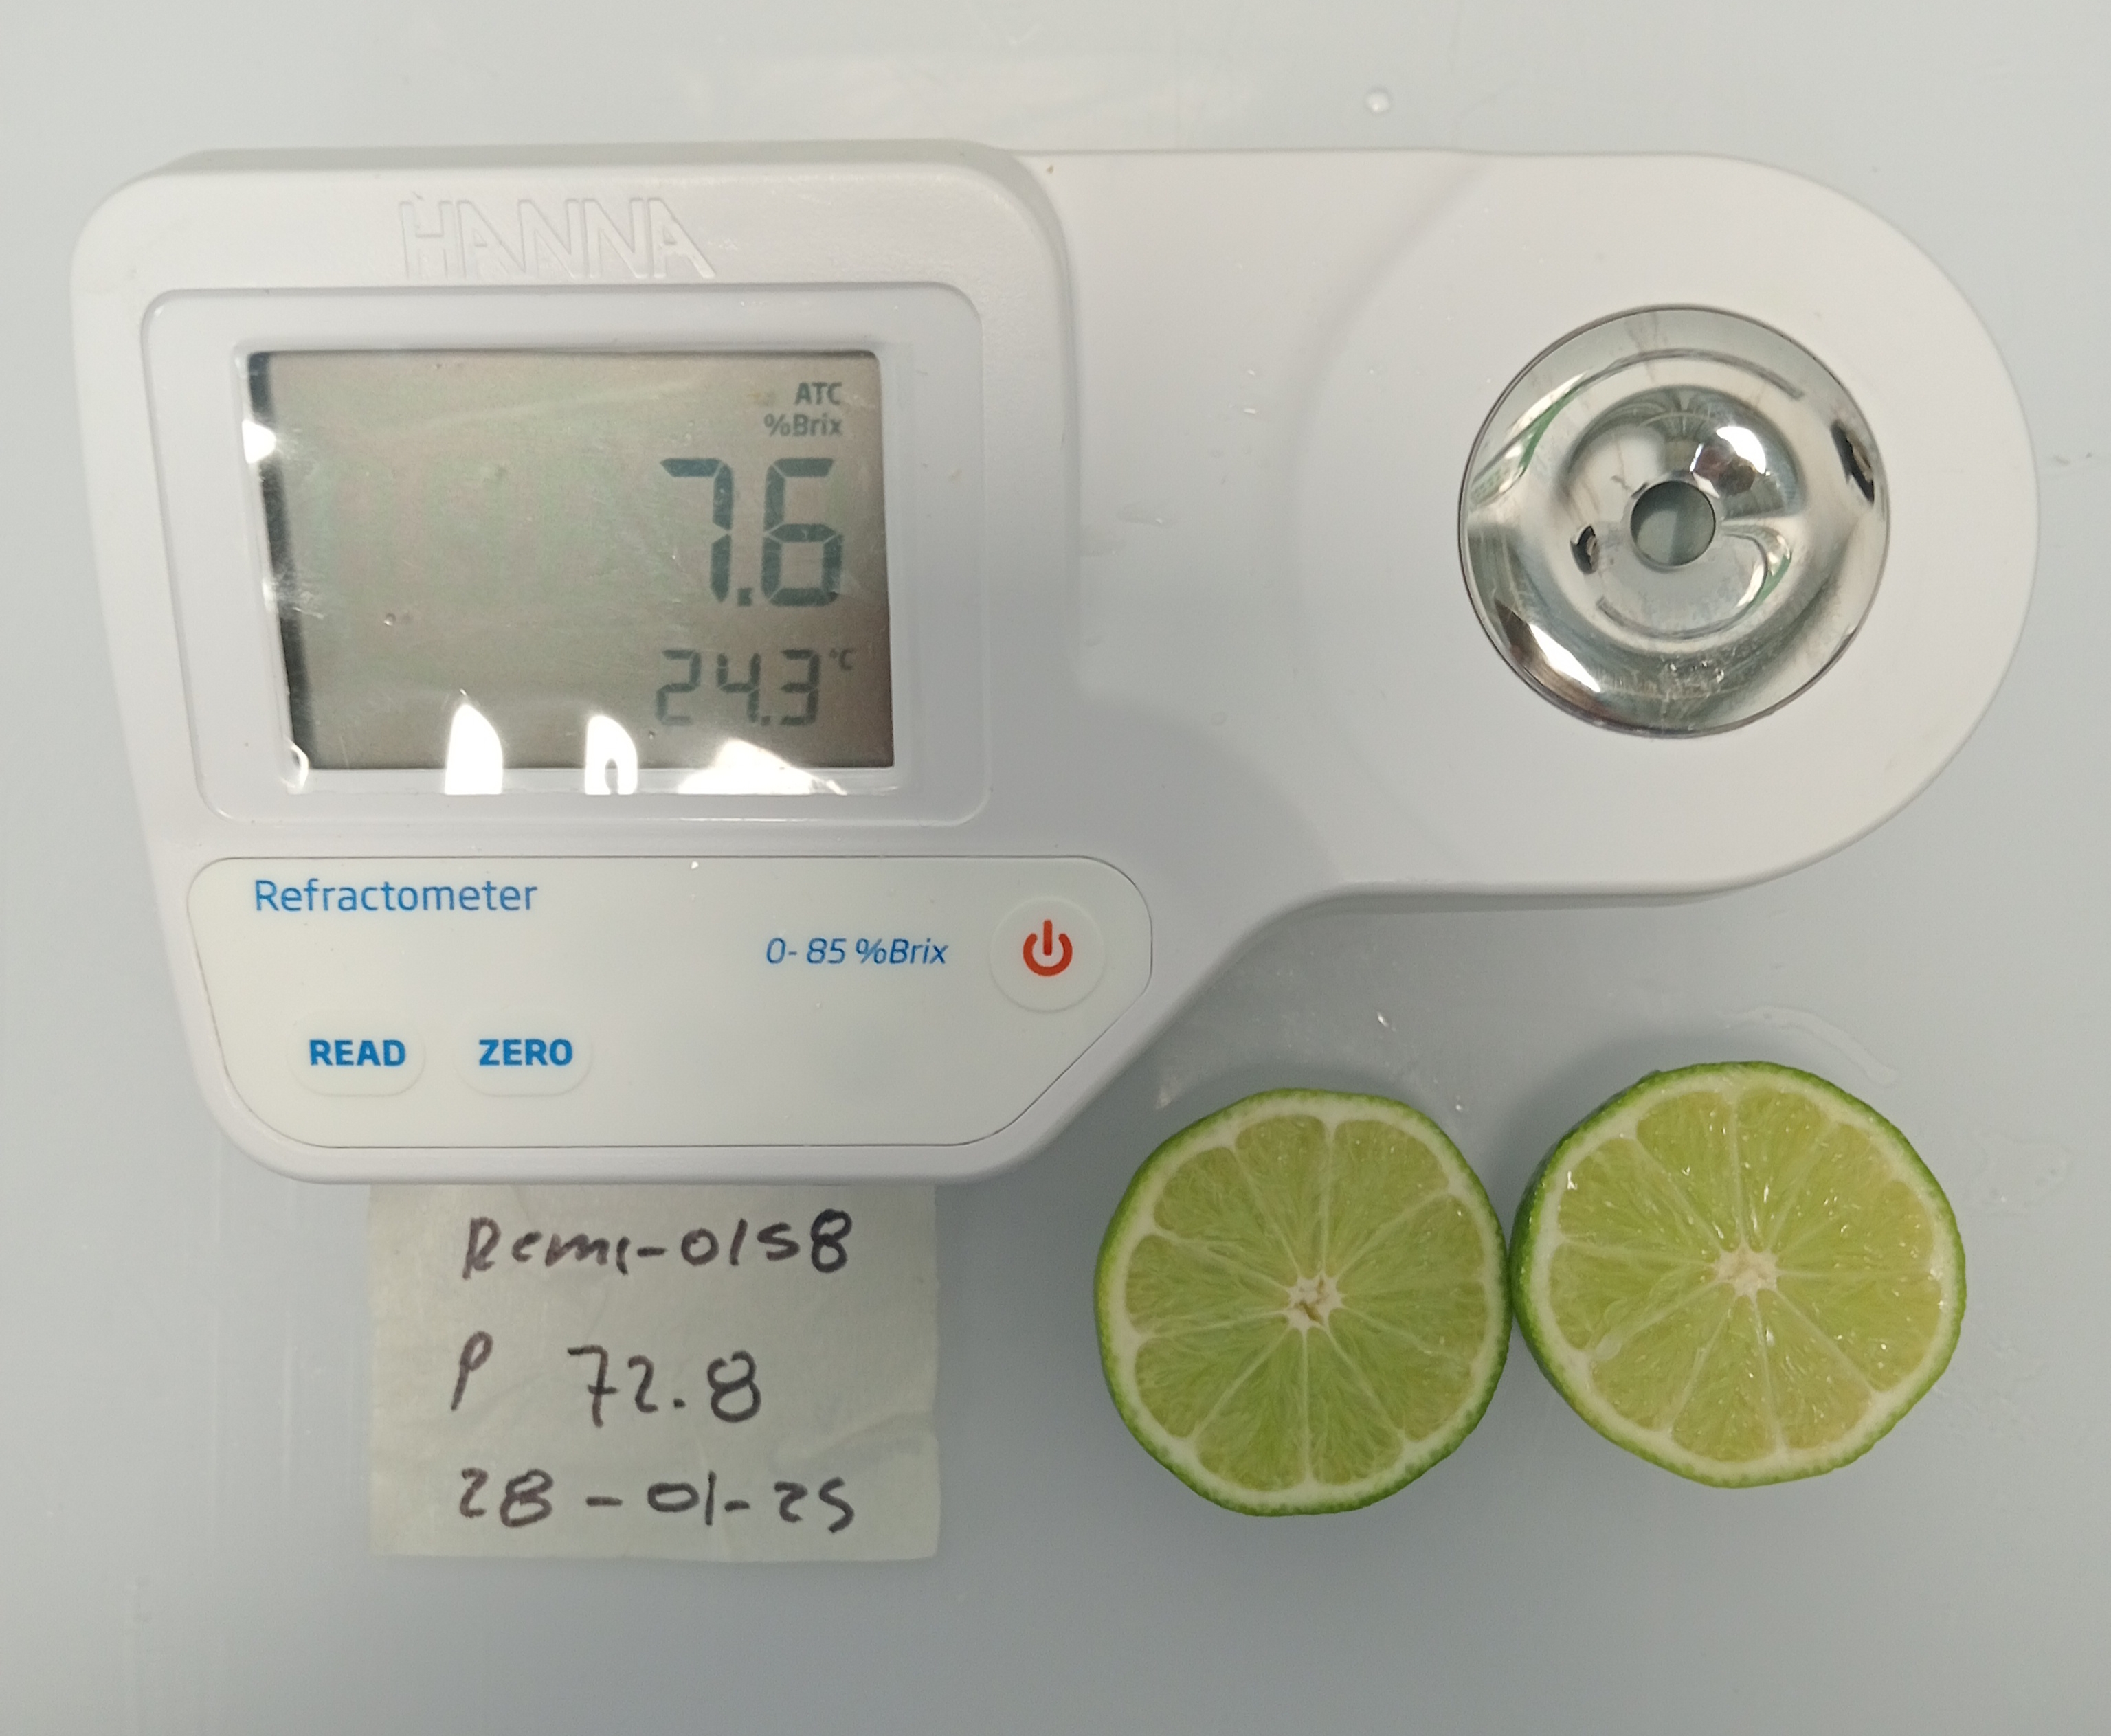 HANNA
ATC
%Brix
7.6
24.3 °C
Refractometer
0-85 %Brix
READ ZERO
Remi-0158
P 72.8
28-01-25